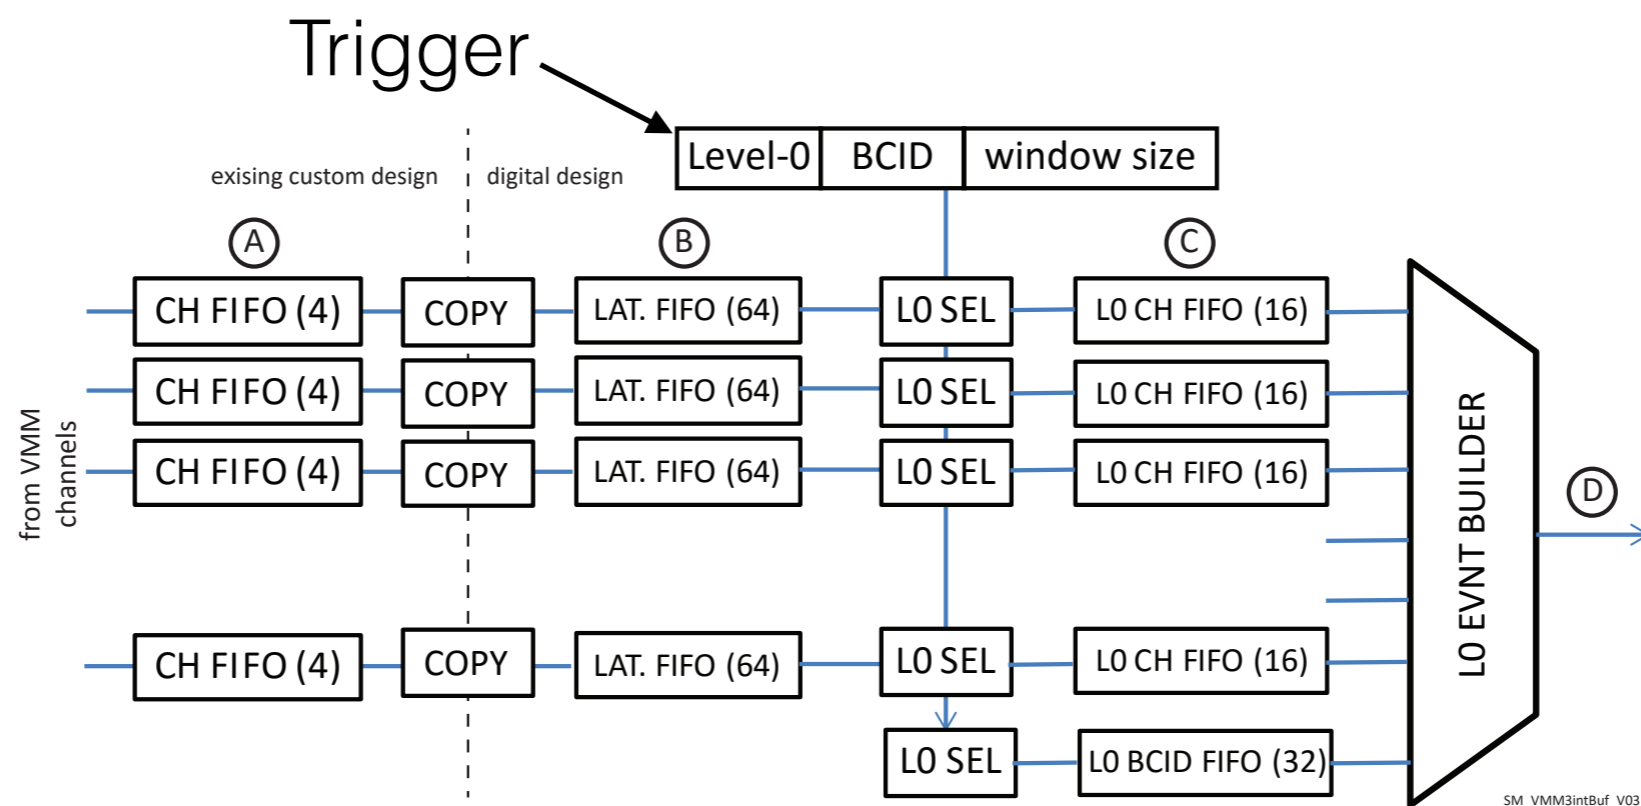 Trigger
Level-0 BCID window size
exising custom design digital design
A B C
CH FIFO (4) COPY LAT. FIFO (64) L0 SEL L0 CH FIFO (16)
CH FIFO (4) COPY LAT. FIFO (64) L0 SEL L0 CH FIFO (16)
CH FIFO (4) COPY LAT. FIFO (64) L0 SEL L0 CH FIFO (16)
from VMM
channels
L0 EVNT BUILDER
D
CH FIFO (4) COPY LAT. FIFO (64) L0 SEL L0 CH FIFO (16)
L0 SEL L0 BCID FIFO (32)
SM_VMM3intBuf_V03